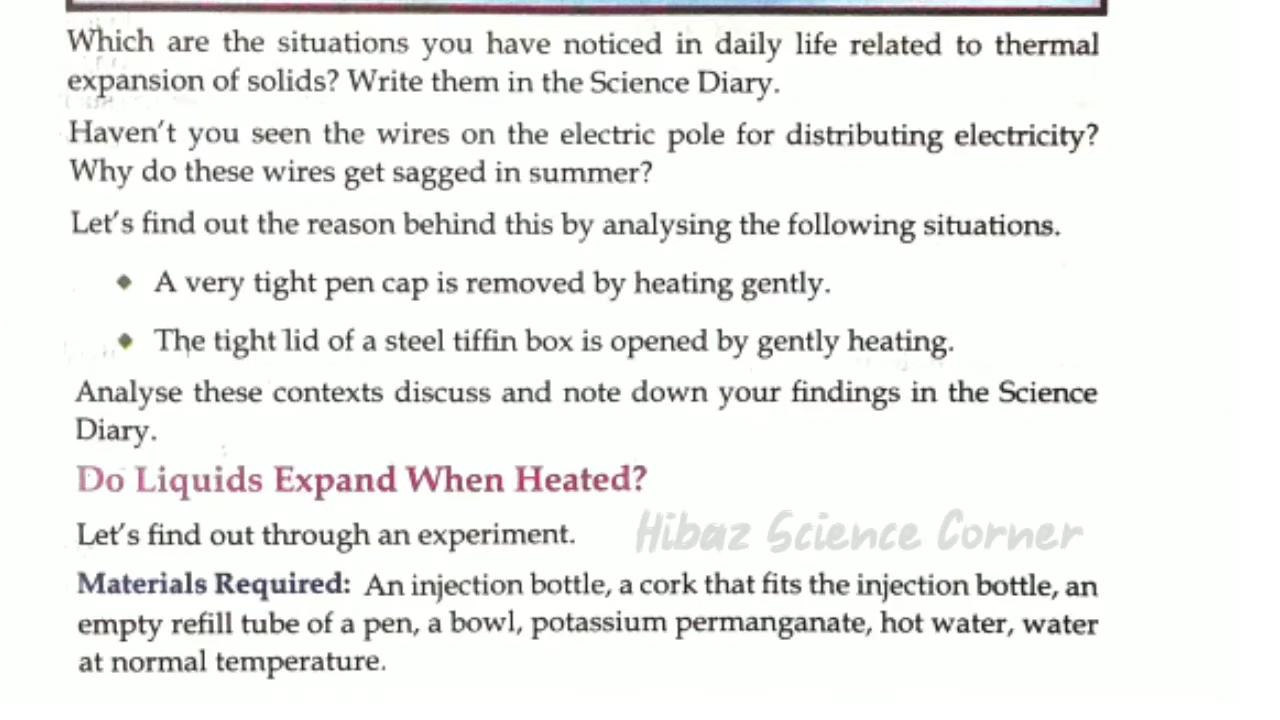 Which are the situations you have noticed in daily life related to thermal
expansion of solids? Write them in the Science Diary.
Haven't you seen the wires on the electric pole for distributing electricity?
Why do these wires get sagged in summer?
Let's find out the reason behind this by analysing the following situations.
◆ A very tight pen cap is removed by heating gently.
◆ The tight lid of a steel tiffin box is opened by gently heating.
Analyse these contexts discuss and note down your findings in the Science
Diary.
Do Liquids Expand When Heated?
Let's find out through an experiment.
Hibaz Science Corner
Materials Required: An injection bottle, a cork that fits the injection bottle, an
empty refill tube of a pen, a bowl, potassium permanganate, hot water, water
at normal temperature.